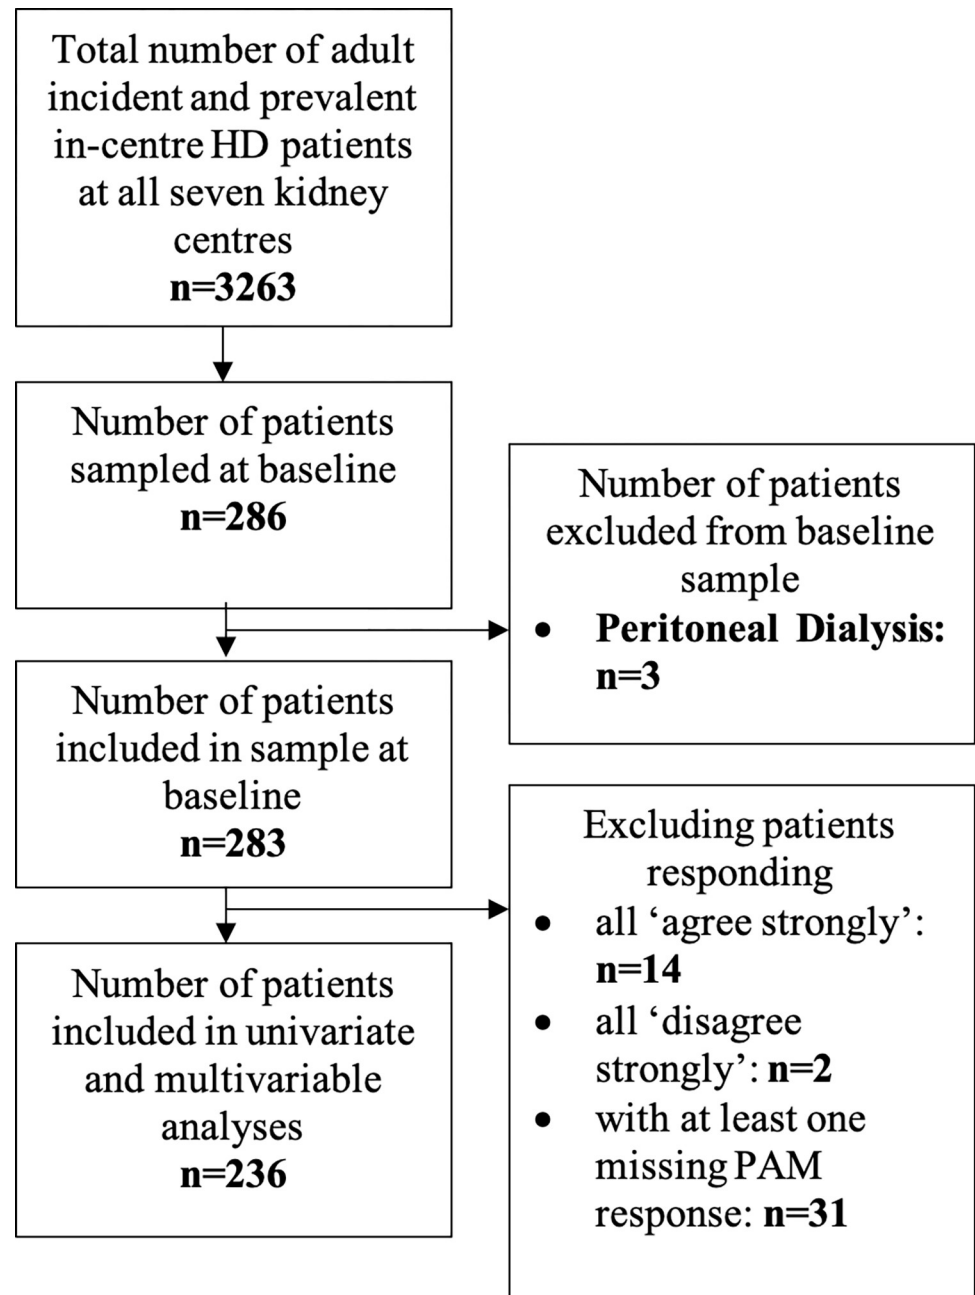 Total number of adult
incident and prevalent
in-centre HD patients
at all seven kidney
centres
n=3263
Number of patients
sampled at baseline
n=286
Number of patients
excluded from baseline
sample
• Peritoneal Dialysis:
n=3
Number of patients
included in sample at
baseline
n=283
Excluding patients
responding
• all ‘agree strongly’:
n=14
• all ‘disagree
strongly’: n=2
• with at least one
missing PAM
response: n=31
Number of patients
included in univariate
and multivariable
analyses
n=236